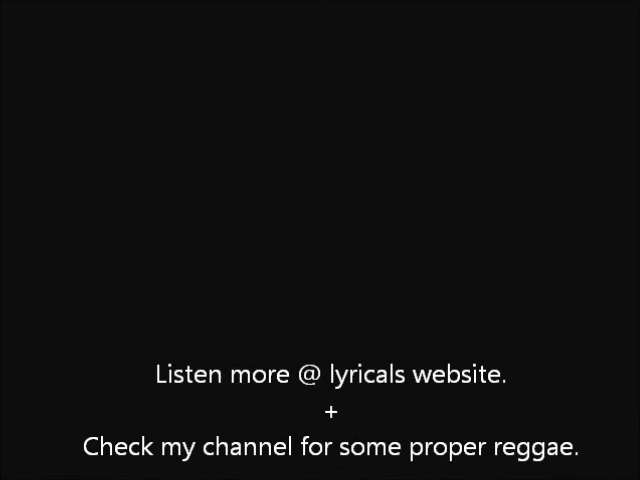 Listen more @ lyricals website.
+
Check my channel for some proper reggae.